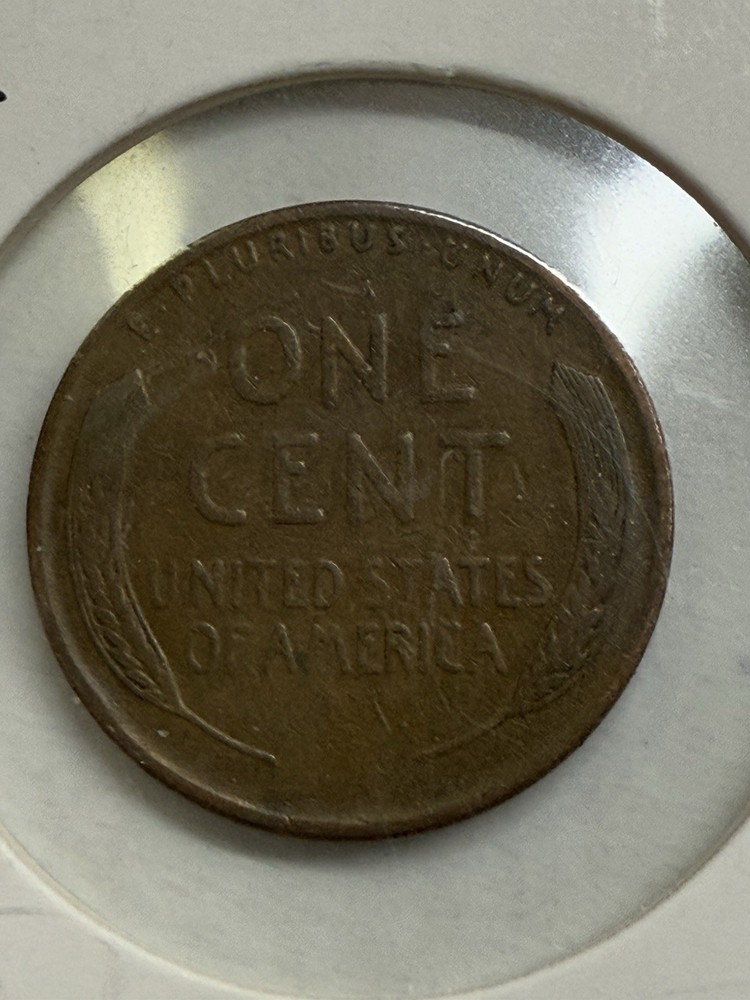 E·PLURIBUS·UNUM
ONE
CENT
UNITED STATES
OF AMERICA